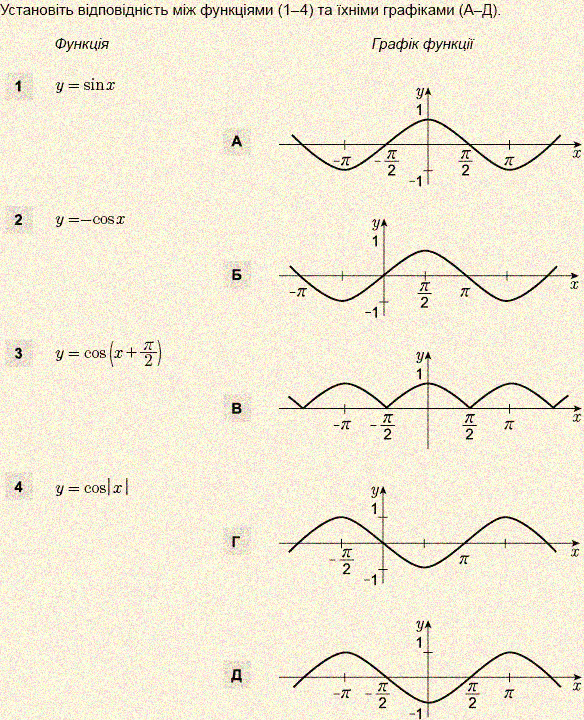 Установіть відповідність між функціями (1–4) та їхніми графіками (А–Д).
Функція
Графік функції
1 y = sin x
А
y 1 -π -π/2 π/2 π x -1
2 y =−cos x
Б
y 1 -π π/2 π x -1
3 y = cos(x + π/2)
В
y 1 -π -π/2 π/2 π x
4 y = cos|x|
Г
y 1 -π/2 π x -1
Д
y 1 -π -π/2 π/2 π x -1